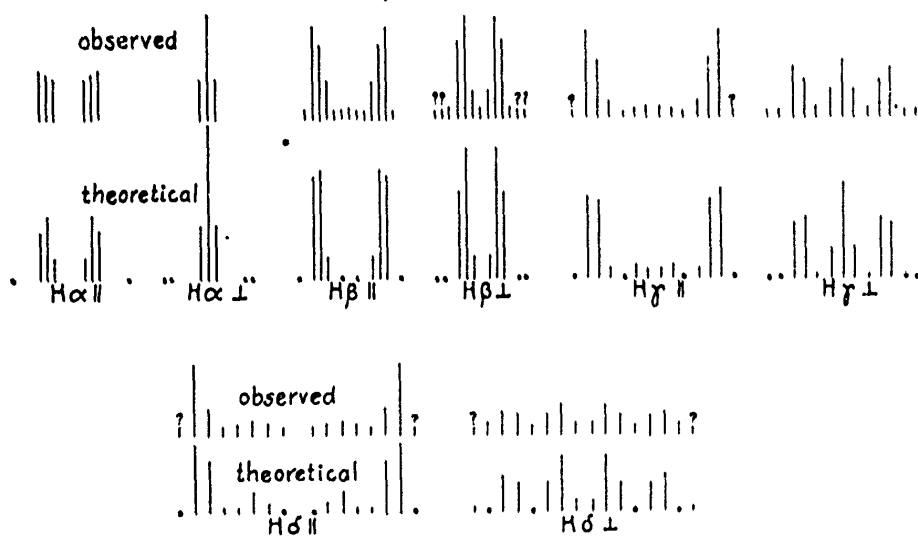 observed
theoretical
Hα ∥ Hα ⊥ Hβ ∥ Hβ ⊥ Hγ ∥ Hγ ⊥
? ?? ?? ? ?
observed
? ? ? ?
theoretical
Hδ ∥ Hδ ⊥